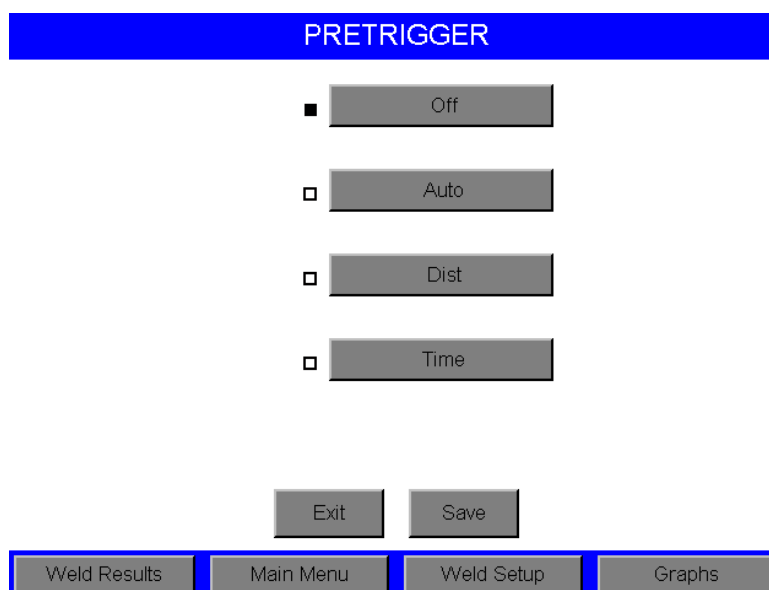 PRETRIGGER
Off
Auto
Dist
Time
Exit Save
Weld Results Main Menu Weld Setup Graphs